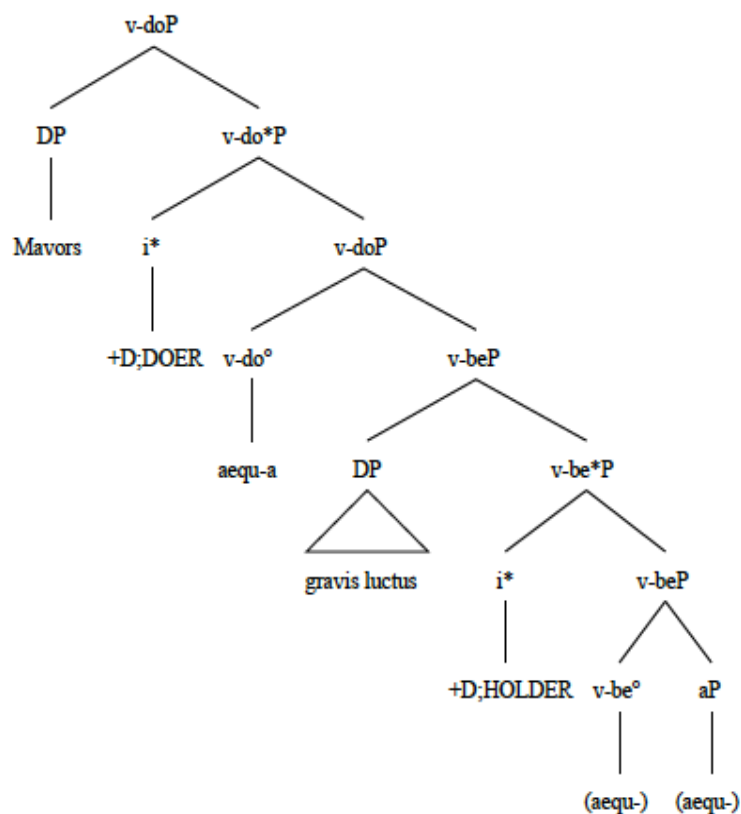 v-doP
DP v-do*P
Mavors i* v-doP
+D;DOER v-do° v-beP
aequ-a DP v-be*P
gravis luctus i* v-beP
+D;HOLDER v-be° aP
(aequ-) (aequ-)